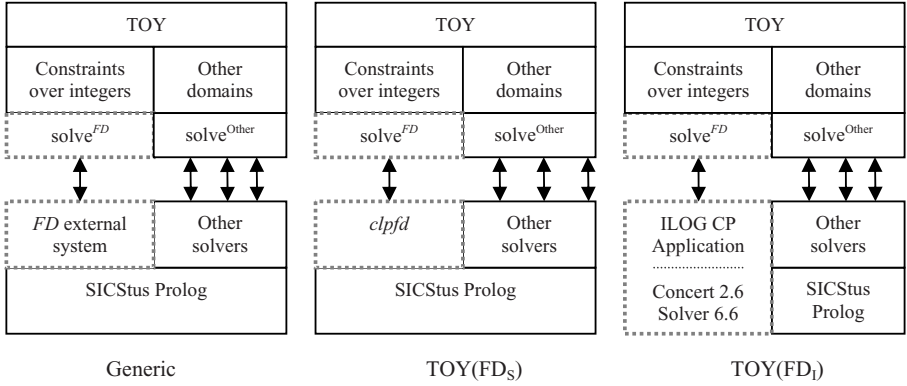 TOY
Constraints
over integers
Other
domains
solve^FD
solve^Other
FD external
system
Other
solvers
SICStus Prolog
Generic
TOY
Constraints
over integers
Other
domains
solve^FD
solve^Other
clpfd
Other
solvers
SICStus Prolog
TOY(FD_S)
TOY
Constraints
over integers
Other
domains
solve^FD
solve^Other
ILOG CP
Application
Concert 2.6
Solver 6.6
Other
solvers
SICStus
Prolog
TOY(FD_I)